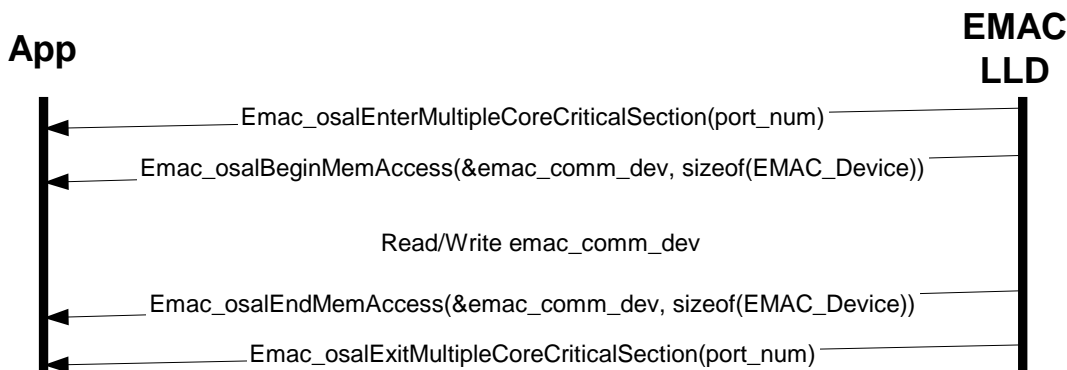 App
EMAC
LLD
Emac_osalEnterMultipleCoreCriticalSection(port_num)
Emac_osalBeginMemAccess(&emac_comm_dev, sizeof(EMAC_Device))
Read/Write emac_comm_dev
Emac_osalEndMemAccess(&emac_comm_dev, sizeof(EMAC_Device))
Emac_osalExitMultipleCoreCriticalSection(port_num)